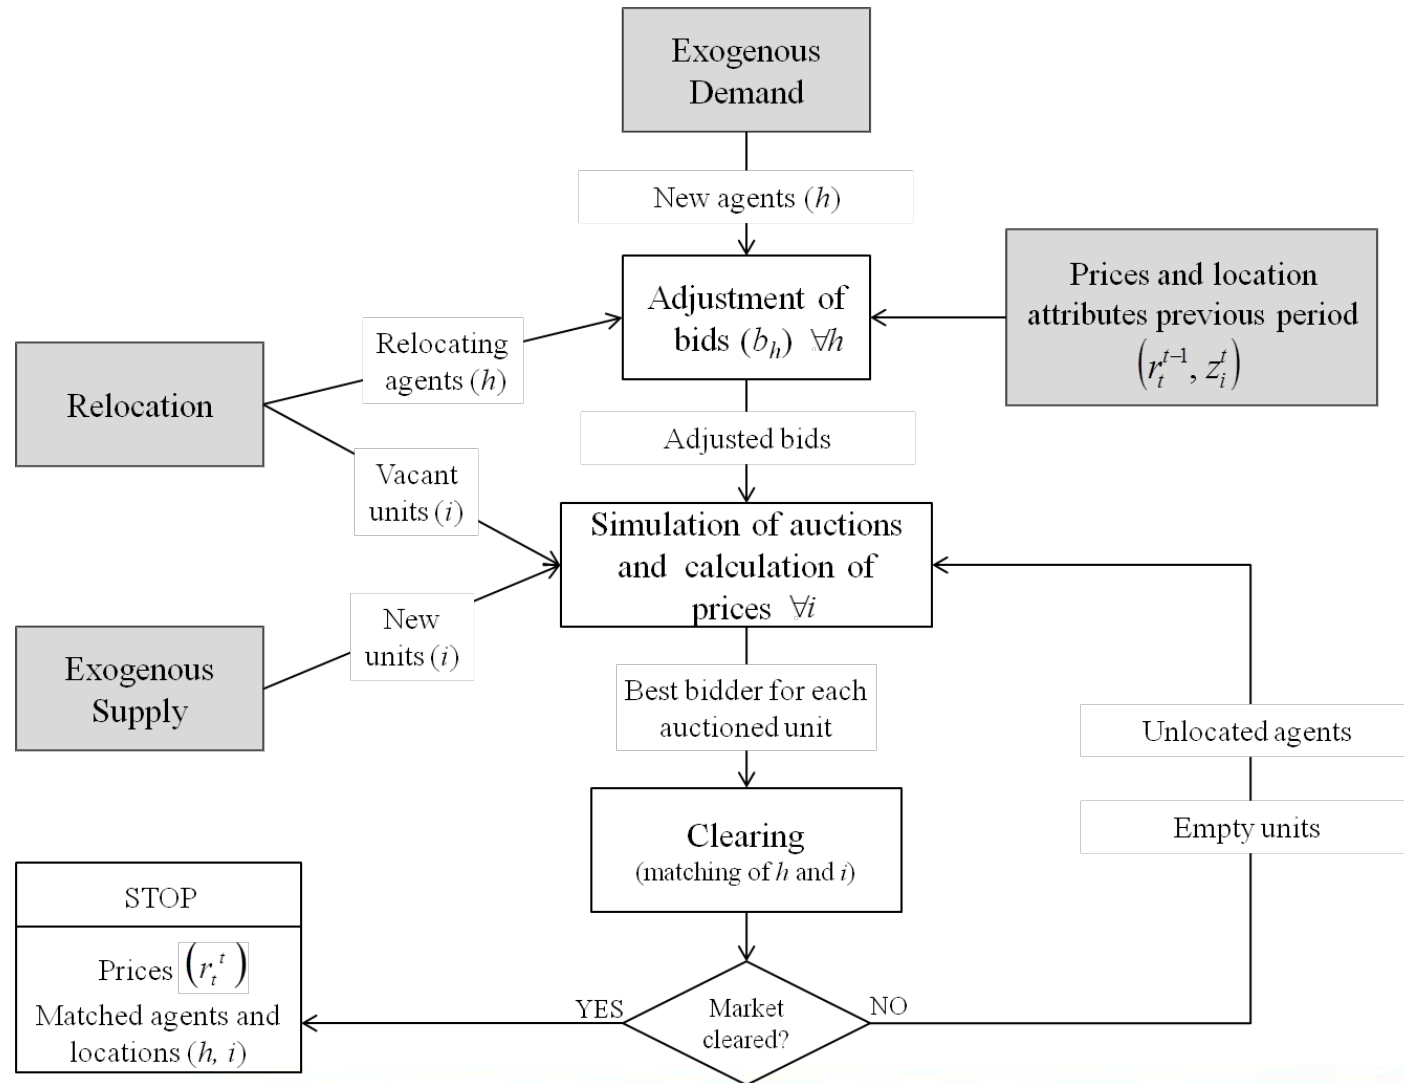 Exogenous
Demand
New agents (h)
Adjustment of
bids (b_h) ∀h
Prices and location
attributes previous period
(r_t^{t-1}, z_i^t)
Relocating
agents (h)
Relocation
Adjusted bids
Vacant
units (i)
Simulation of auctions
and calculation of
prices ∀i
New
units (i)
Exogenous
Supply
Best bidder for each
auctioned unit
Unlocated agents
Empty units
Clearing
(matching of h and i)
STOP
Prices (r_t^t)
Matched agents and
locations (h, i)
YES
Market
cleared?
NO